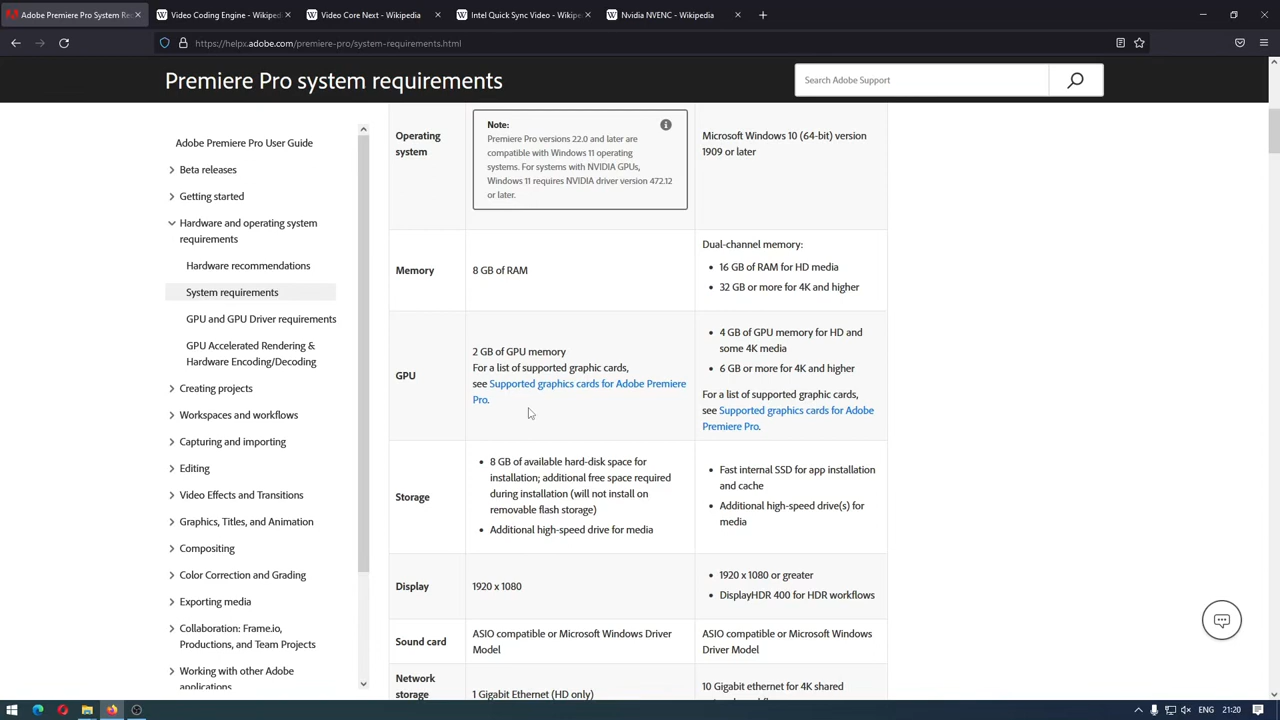 Adobe Premiere Pro System Re
Video Coding Engine - Wikiped
Video Core Next - Wikipedia
Intel Quick Sync Video - Wikipe
Nvidia NVENC - Wikipedia
https://helpx.adobe.com/premiere-pro/system-requirements.html
Premiere Pro system requirements
Search Adobe Support
Adobe Premiere Pro User Guide
Beta releases
Getting started
Hardware and operating system
requirements
Hardware recommendations
System requirements
GPU and GPU Driver requirements
GPU Accelerated Rendering &
Hardware Encoding/Decoding
Creating projects
Workspaces and workflows
Capturing and importing
Editing
Video Effects and Transitions
Graphics, Titles, and Animation
Compositing
Color Correction and Grading
Exporting media
Collaboration: Frame.io,
Productions, and Team Projects
Working with other Adobe
applications
Operating
system
Note:
Premiere Pro versions 22.0 and later are
compatible with Windows 11 operating
systems. For systems with NVIDIA GPUs,
Windows 11 requires NVIDIA driver version 472.12
or later.
Microsoft Windows 10 (64-bit) version
1909 or later
Memory
8 GB of RAM
Dual-channel memory:
• 16 GB of RAM for HD media
• 32 GB or more for 4K and higher
GPU
2 GB of GPU memory
For a list of supported graphic cards,
see Supported graphics cards for Adobe Premiere
Pro.
• 4 GB of GPU memory for HD and
some 4K media
• 6 GB or more for 4K and higher
For a list of supported graphic cards,
see Supported graphics cards for Adobe
Premiere Pro.
Storage
• 8 GB of available hard-disk space for
installation; additional free space required
during installation (will not install on
removable flash storage)
• Additional high-speed drive for media
• Fast internal SSD for app installation
and cache
• Additional high-speed drive(s) for
media
Display
1920 x 1080
• 1920 x 1080 or greater
• DisplayHDR 400 for HDR workflows
Sound card
ASIO compatible or Microsoft Windows Driver
Model
ASIO compatible or Microsoft Windows
Driver Model
Network
storage
1 Gigabit Ethernet (HD only)
10 Gigabit ethernet for 4K shared
ENG
21:20